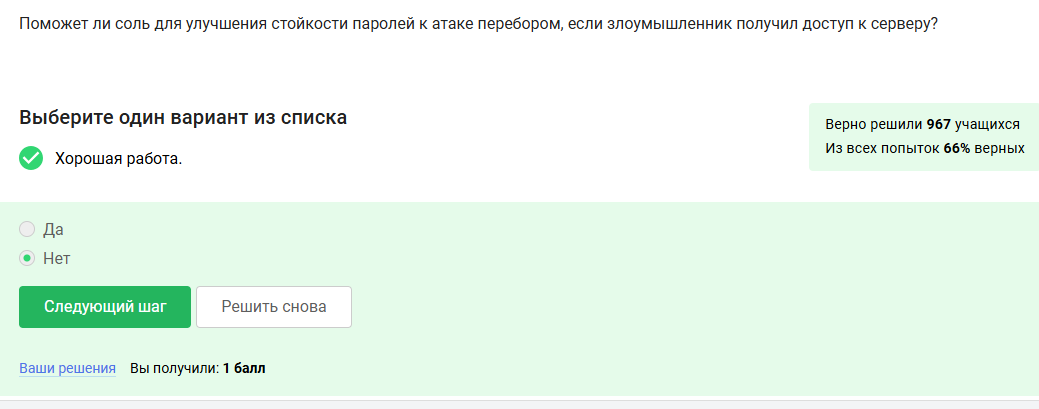 Поможет ли соль для улучшения стойкости паролей к атаке перебором, если злоумышленник получил доступ к серверу?
Выберите один вариант из списка
Верно решили 967 учащихся
Из всех попыток 66% верных
Хорошая работа.
Да
Нет
Следующий шаг
Решить снова
Ваши решения Вы получили: 1 балл